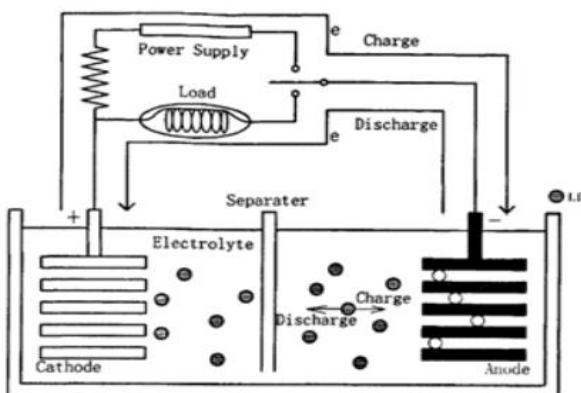 e
Charge
Power Supply
Load
e
Discharge
+
Separater
−
Electrolyte
Charge
Discharge
Cathode
Anode